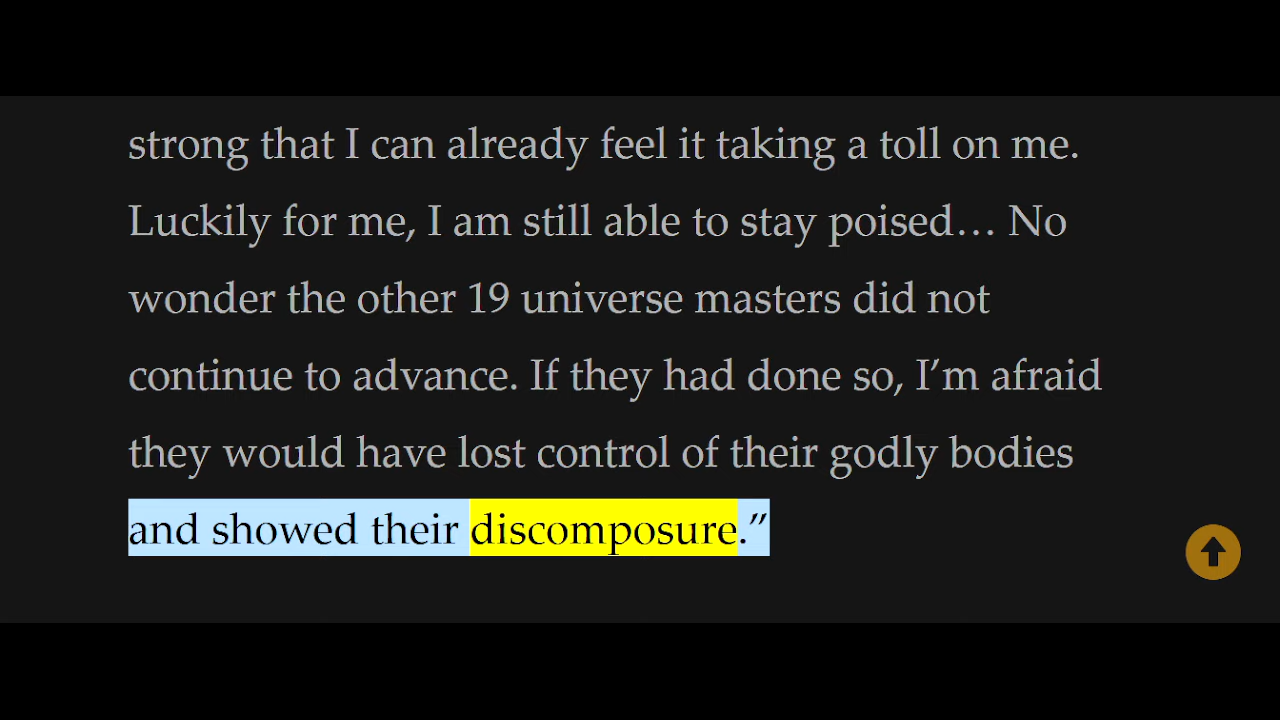 strong that I can already feel it taking a toll on me.
Luckily for me, I am still able to stay poised… No
wonder the other 19 universe masters did not
continue to advance. If they had done so, I’m afraid
they would have lost control of their godly bodies
and showed their discomposure.”